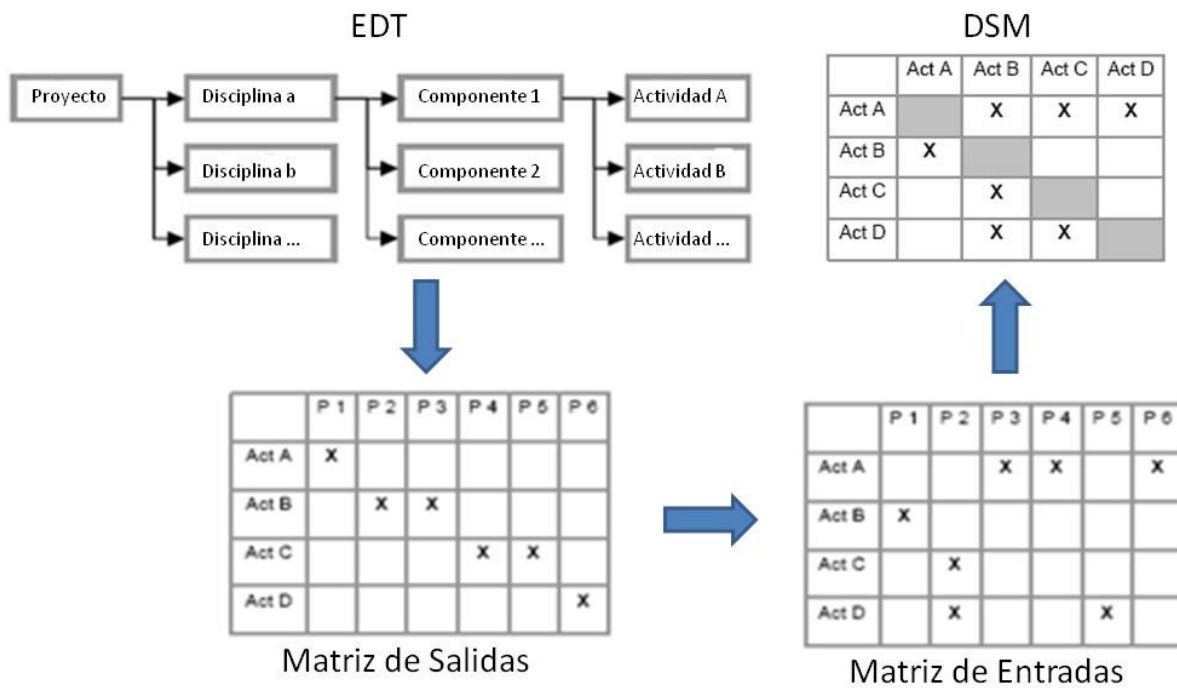 EDT
Proyecto Disciplina a Componente 1 Actividad A
Disciplina b Componente 2 Actividad B
Disciplina ... Componente ... Actividad ...
DSM
Act A Act B Act C Act D
Act A X X X
Act B X
Act C X
Act D X X
P 1 P 2 P 3 P 4 P 5 P 6
Act A X
Act B X X
Act C X X
Act D X
Matriz de Salidas
P 1 P 2 P 3 P 4 P 5 P 6
Act A X X X
Act B X
Act C X
Act D X X
Matriz de Entradas